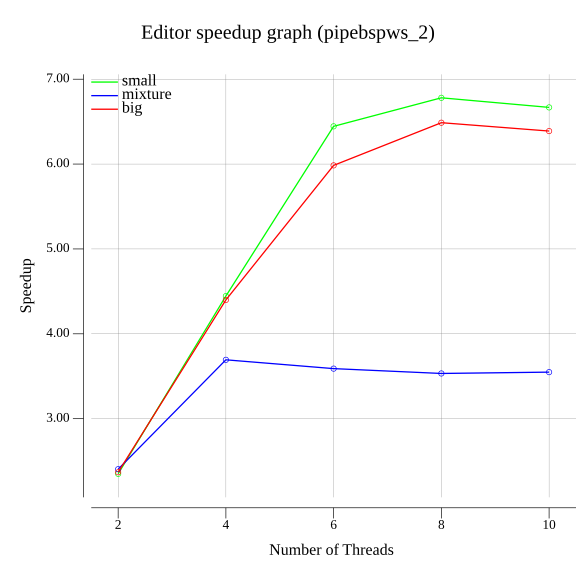 Editor speedup graph (pipebspws_2)
small
mixture
big
7.00
6.00
5.00
4.00
3.00
Speedup
2 4 6 8 10
Number of Threads